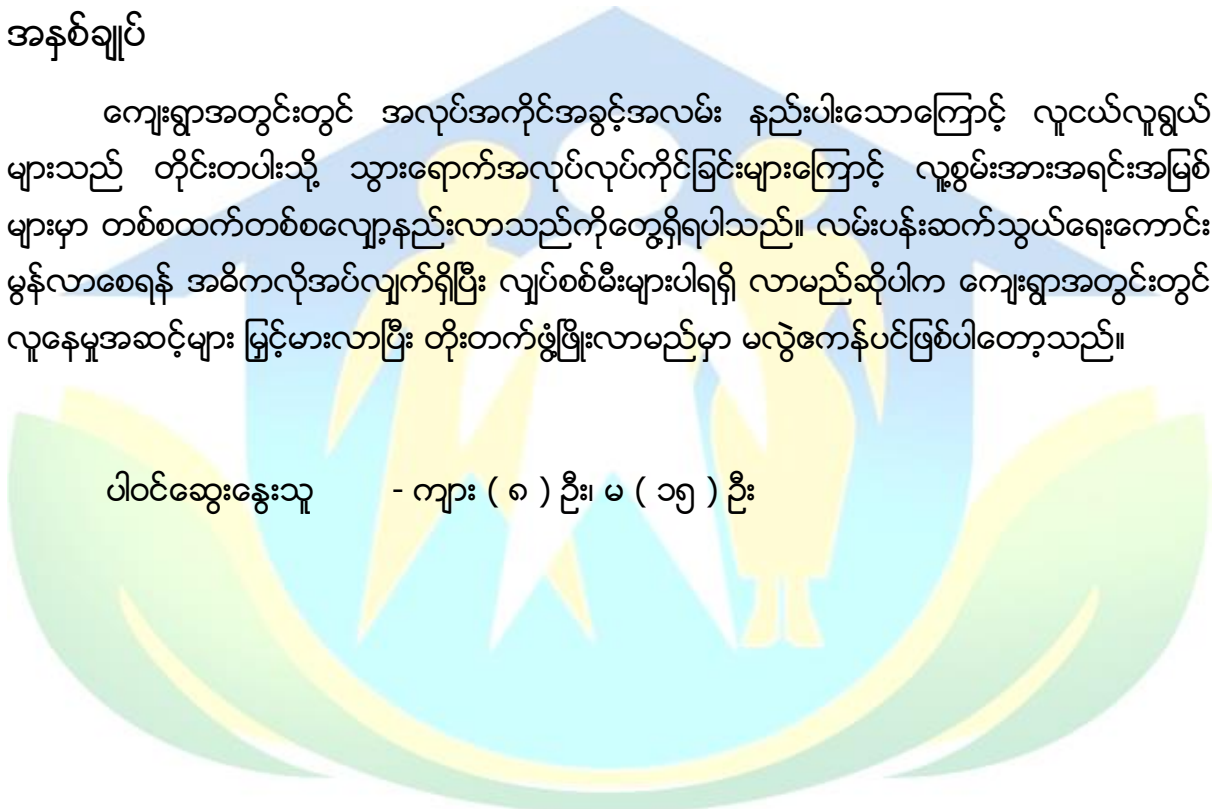 အနှစ်ချုပ်
ကျေးရွာအတွင်းတွင် အလုပ်အကိုင်အခွင့်အလမ်း နည်းပါးသောကြောင့် လူငယ်လူရွယ်
များသည် တိုင်းတပါးသို့ သွားရောက်အလုပ်လုပ်ကိုင်ခြင်းများကြောင့် လူ့စွမ်းအားအရင်းအမြစ်
များမှာ တစ်စထက်တစ်စလျှော့နည်းလာသည်ကိုတွေ့ရှိရပါသည်။ လမ်းပန်းဆက်သွယ်ရေးကောင်း
မွန်လာစေရန် အဓိကလိုအပ်လျှက်ရှိပြီး လျှပ်စစ်မီးများပါရရှိ လာမည်ဆိုပါက ကျေးရွာအတွင်းတွင်
လူနေမှုအဆင့်များ မြှင့်မားလာပြီး တိုးတက်ဖွံ့ဖြိုးလာမည်မှာ မလွဲဧကန်ပင်ဖြစ်ပါတော့သည်။
ပါဝင်ဆွေးနွေးသူ - ကျား ( ၈ ) ဦး၊ မ ( ၁၅ ) ဦး